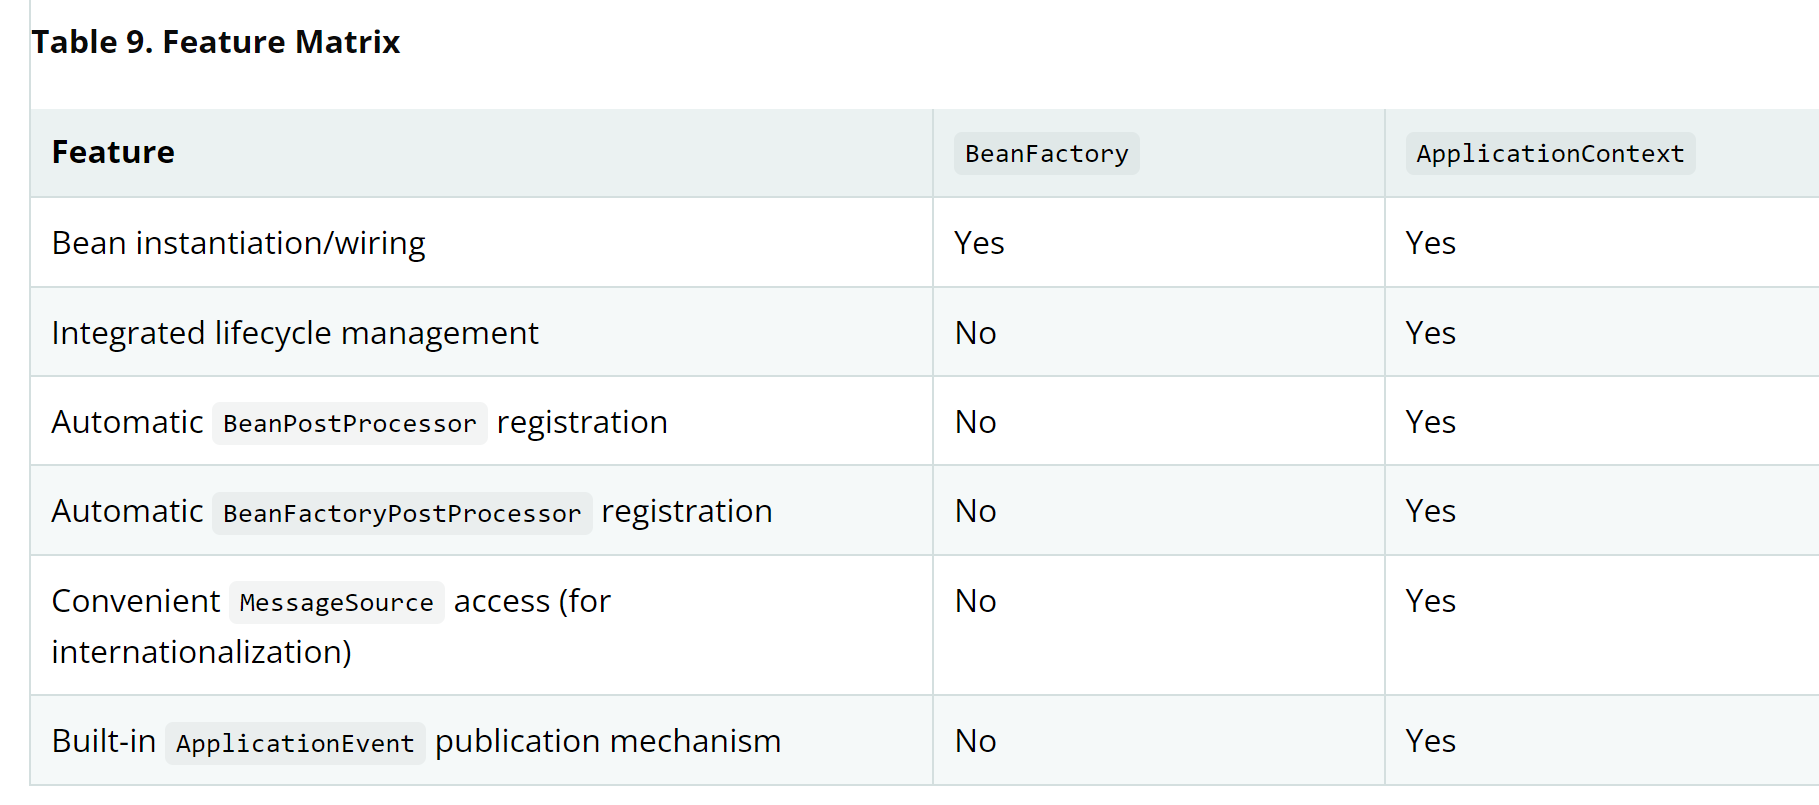 Table 9. Feature Matrix
Feature BeanFactory ApplicationContext
Bean instantiation/wiring Yes Yes
Integrated lifecycle management No Yes
Automatic BeanPostProcessor registration No Yes
Automatic BeanFactoryPostProcessor registration No Yes
Convenient MessageSource access (for No Yes
internationalization)
Built-in ApplicationEvent publication mechanism No Yes